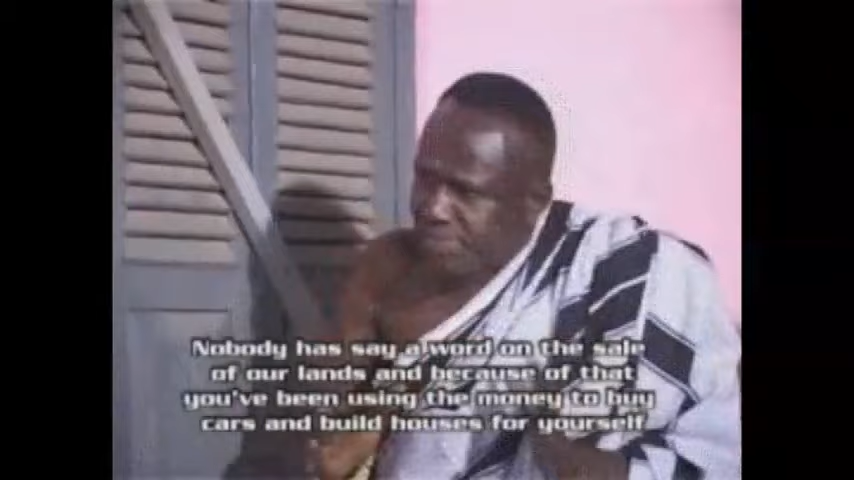 Nobody has say a word on the sale
of our lands and because of that
you've been using the money to buy
cars and build houses for yourself